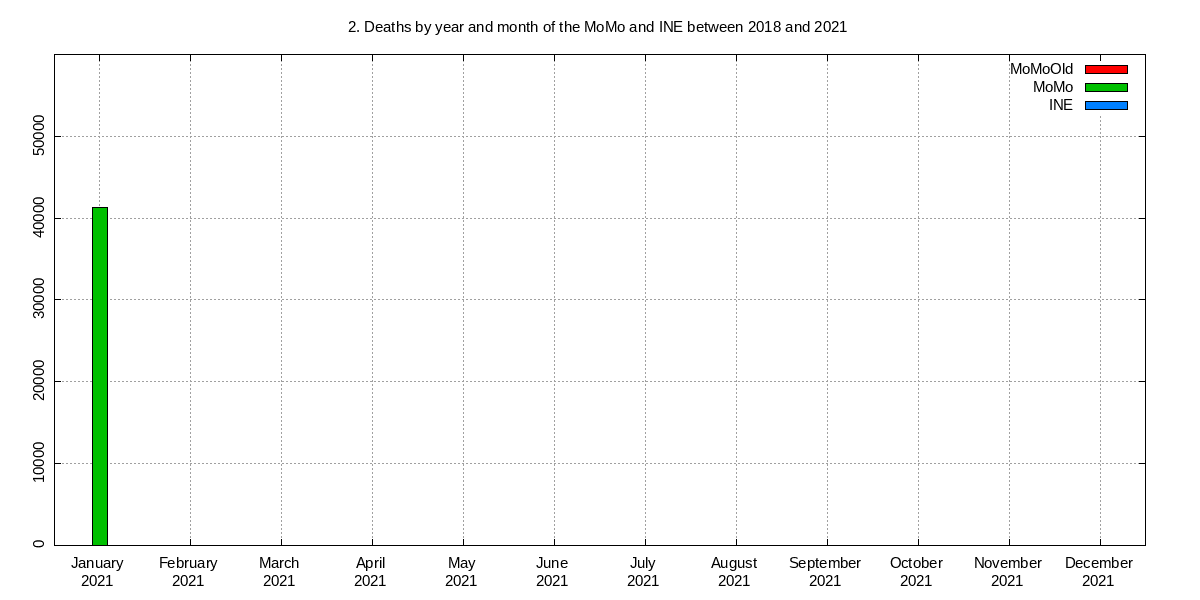 2. Deaths by year and month of the MoMo and INE between 2018 and 2021
MoMoOld
MoMo
INE
50000
40000
30000
20000
10000
0
January February March April May June July August September October November December
2021 2021 2021 2021 2021 2021 2021 2021 2021 2021 2021 2021